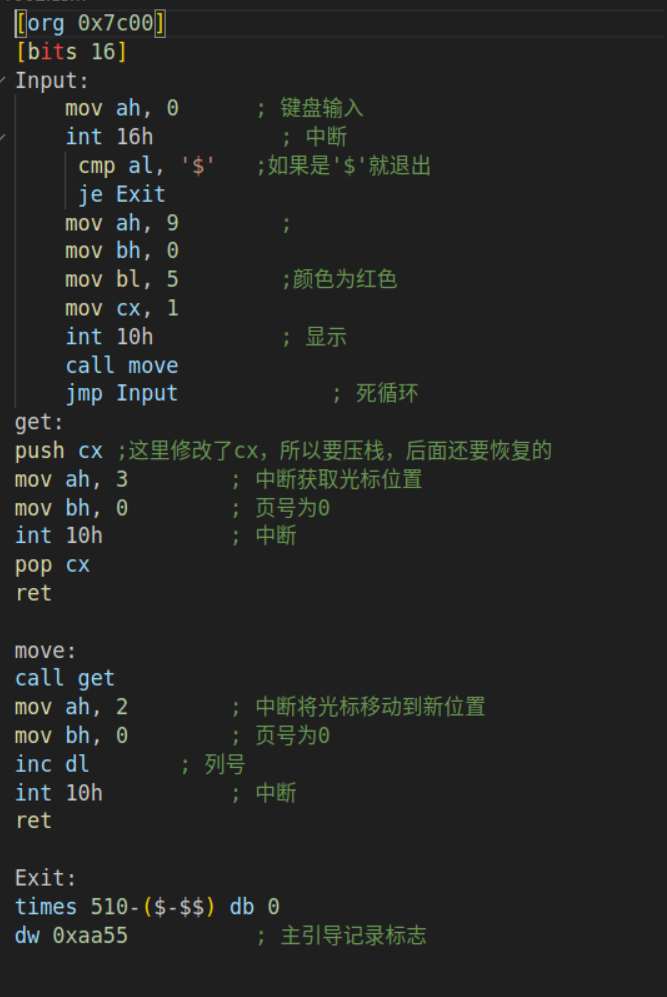 [org 0x7c00]
[bits 16]
Input:
    mov ah, 0      ; 键盘输入
    int 16h          ; 中断
     cmp al, '$'   ;如果是'$'就退出
     je Exit
    mov ah, 9        ;
    mov bh, 0
    mov bl, 5        ;颜色为红色
    mov cx, 1
    int 10h          ; 显示
    call move
    jmp Input            ; 死循环
get:
push cx ;这里修改了cx，所以要压栈，后面还要恢复的
mov ah, 3        ; 中断获取光标位置
mov bh, 0        ; 页号为0
int 10h          ; 中断
pop cx
ret
move:
call get
mov ah, 2        ; 中断将光标移动到新位置
mov bh, 0        ; 页号为0
inc dl       ; 列号
int 10h          ; 中断
ret
Exit:
times 510-($-$$) db 0
dw 0xaa55          ; 主引导记录标志